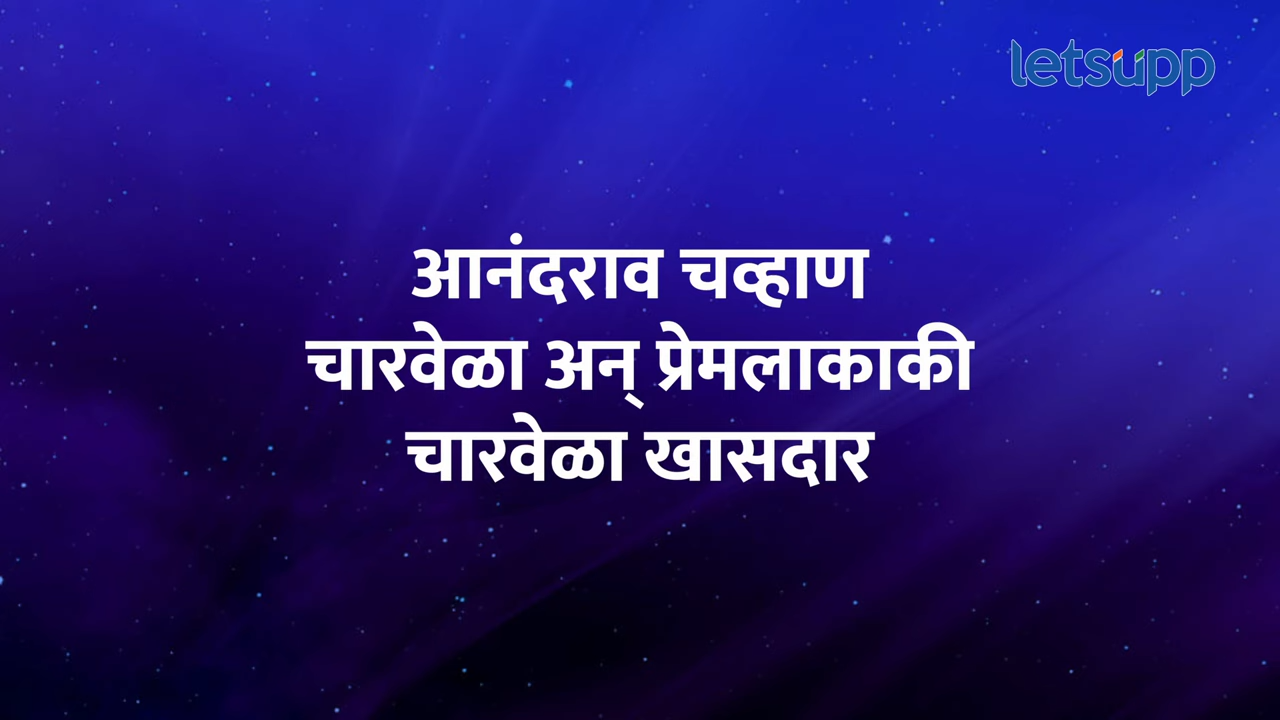 letsupp
आनंदराव चव्हाण
चारवेळा अन् प्रेमलाकाकी
चारवेळा खासदार